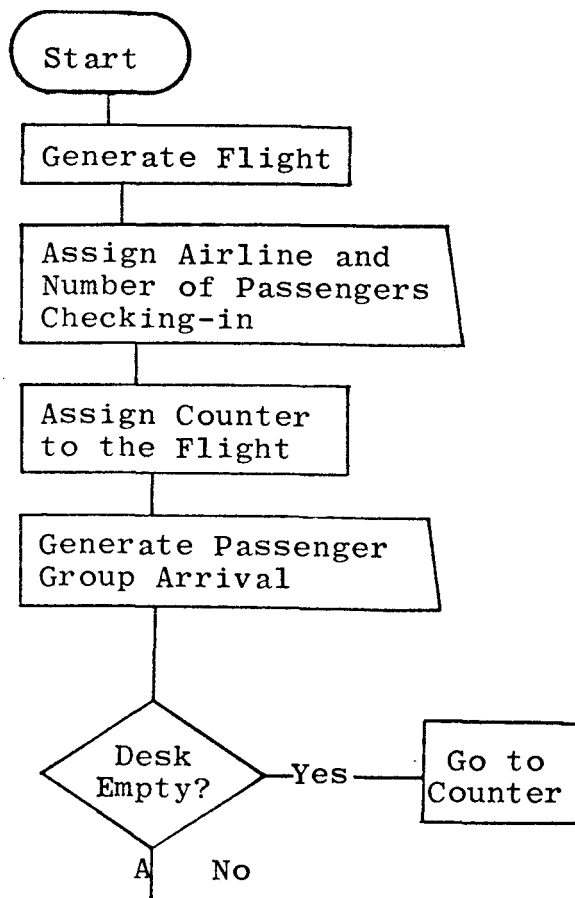 Start
Generate Flight
Assign Airline and
Number of Passengers
Checking-in
Assign Counter
to the Flight
Generate Passenger
Group Arrival
Desk
Empty?
Yes
Go to
Counter
A No